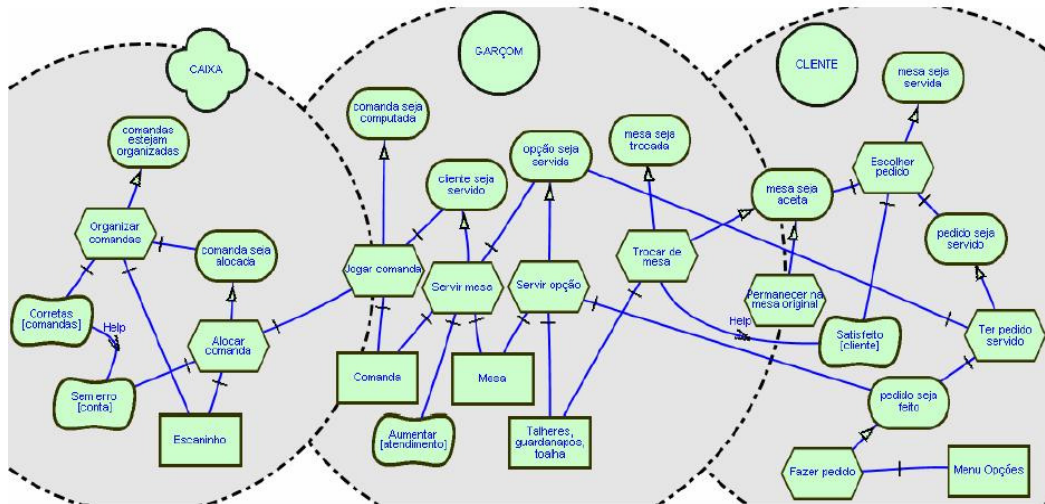 CAIXA
GARÇOM
CLIENTE
comandas
estejam
organizadas
Organizar
comandas
comanda seja
alocada
Corretas
[comandas]
Help
Alocar
comanda
Sem erro
[conta]
Escaninho
comanda seja
computada
cliente seja
servido
opção seja
servida
mesa seja
trocada
Jogar comanda
Servir mesa
Servir opção
Trocar de
mesa
Comanda
Mesa
Aumentar
[atendimento]
Talheres,
guardanapos,
toalha
mesa seja
aceita
Permanecer na
mesa original
Help
Satisfeito
[cliente]
mesa seja
servida
Escolher
pedido
pedido seja
servido
Ter pedido
servido
pedido seja
feito
Fazer pedido
Menu Opções